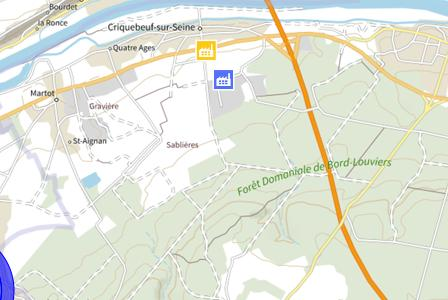 Bourdet
la Ronce
Criquebeuf-sur-Seine
Quatre Ages
Martot
Gravière
St-Aignan
Sablières
Forêt Domaniale de Bord-Louviers